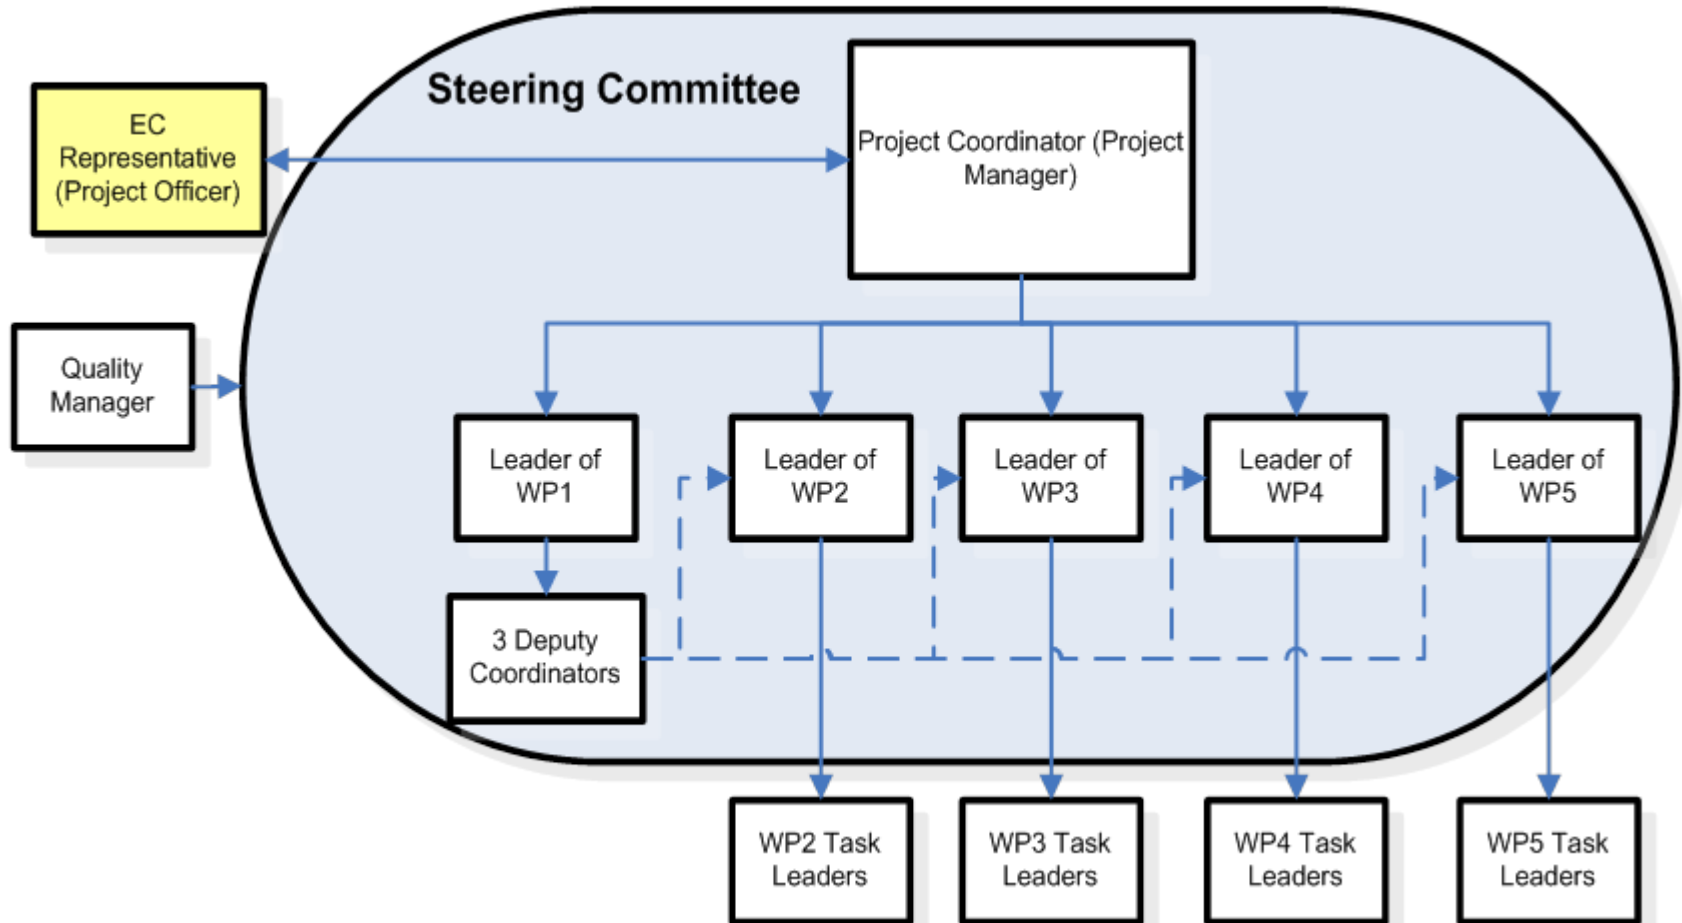 Steering Committee
EC
Representative
(Project Officer)
Project Coordinator (Project
Manager)
Quality
Manager
Leader of
WP1
Leader of
WP2
Leader of
WP3
Leader of
WP4
Leader of
WP5
3 Deputy
Coordinators
WP2 Task
Leaders
WP3 Task
Leaders
WP4 Task
Leaders
WP5 Task
Leaders